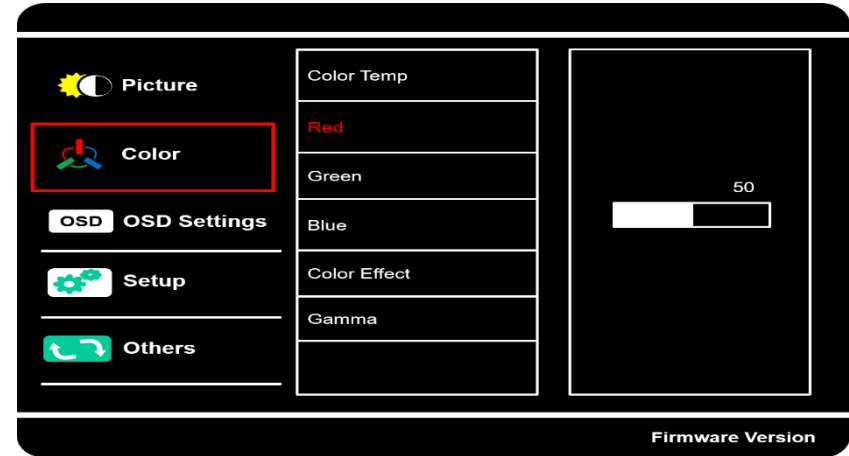 Picture
Color
OSD OSD Settings
Setup
Others
Color Temp
Red
Green
Blue
Color Effect
Gamma
50
Firmware Version